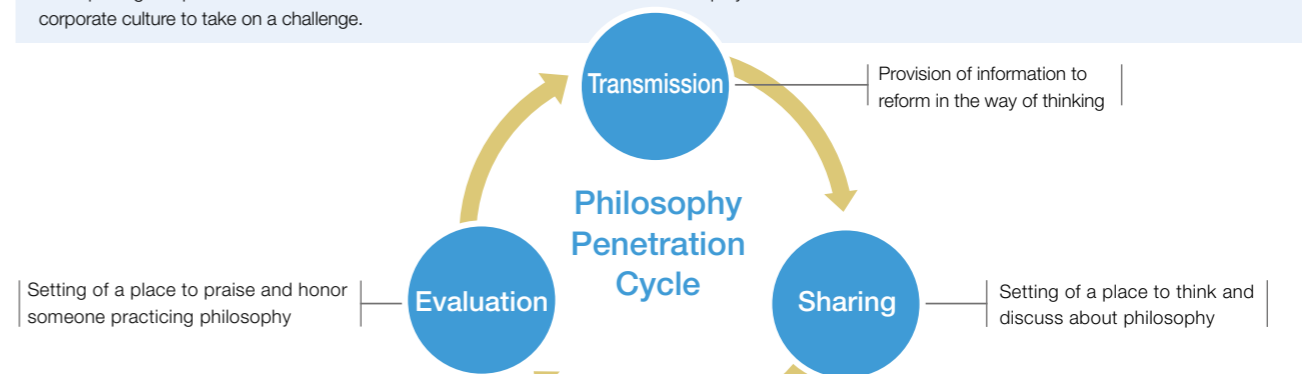 corporate culture to take on a challenge.
Transmission
Provision of information to
reform in the way of thinking
Philosophy
Penetration
Cycle
Evaluation
Setting of a place to praise and honor
someone practicing philosophy
Sharing
Setting of a place to think and
discuss about philosophy